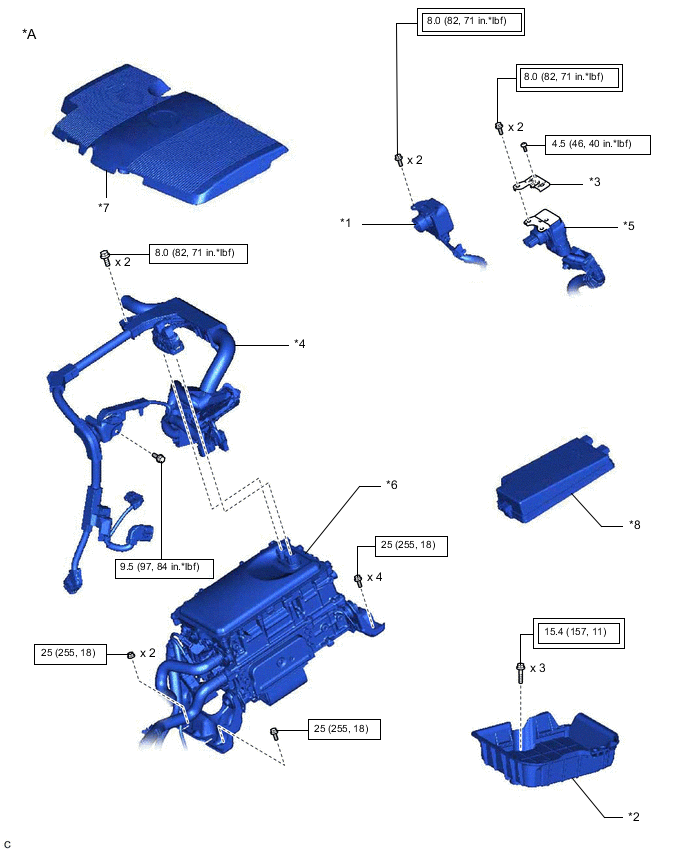 *A
8.0 (82, 71 in.*lbf)
x 2
8.0 (82, 71 in.*lbf)
x 2
4.5 (46, 40 in.*lbf)
*3
*1
*5
*7
8.0 (82, 71 in.*lbf)
x 2
*4
9.5 (97, 84 in.*lbf)
*6
25 (255, 18)
x 4
*8
25 (255, 18)
x 2
25 (255, 18)
15.4 (157, 11)
x 3
*2
C